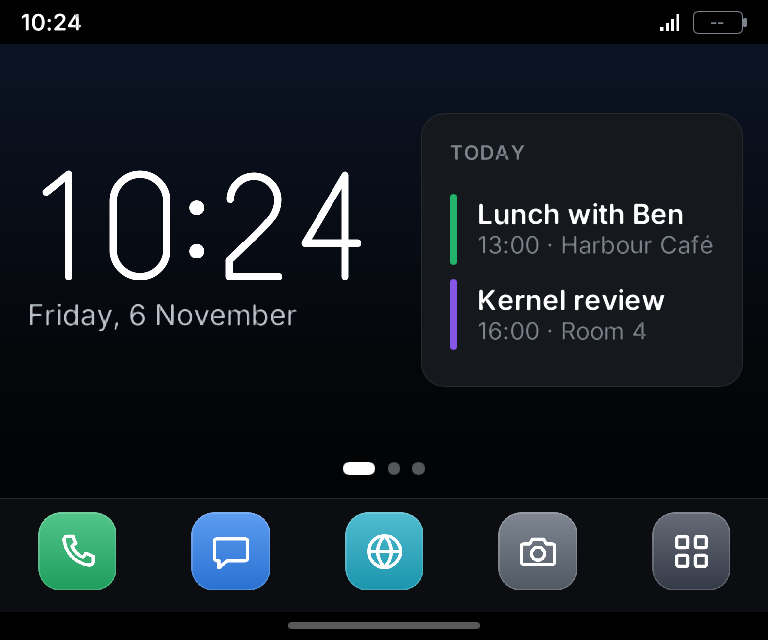 10:24
--
10:24
Friday, 6 November
TODAY
Lunch with Ben
13:00 · Harbour Café
Kernel review
16:00 · Room 4